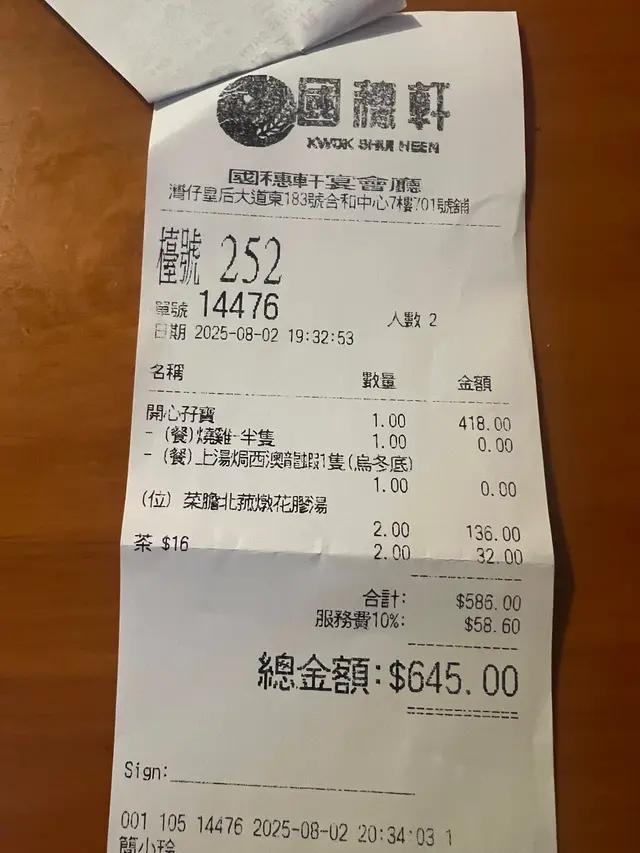 國穗軒
KWOK SHUI HEEN
國穗軒宴會廳
灣仔皇后大道東183號合和中心7樓701號舖
檯號 252
單號 14476 人數 2
日期 2025-08-02 19:32:53
名稱 數量 金額
開心孖寶 1.00 418.00
- (餐)燒雞-半隻 1.00 0.00
- (餐)上湯焗西澳龍蝦1隻(烏冬底)
1.00 0.00
(位) 菜膽北菰燉花膠湯
2.00 136.00
茶 $16 2.00 32.00
合計: $586.00
服務費10%: $58.60
總金額:$645.00
Sign:
001 105 14476 2025-08-02 20:34:03 1
簡小玲